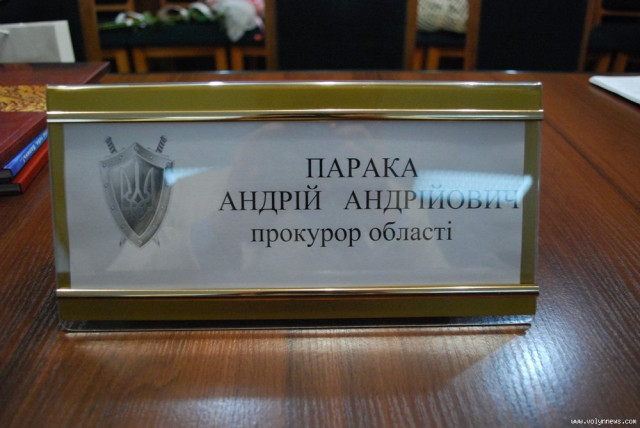 ПАРАКА
АНДРІЙ АНДРІЙОВИЧ
прокурор області
www.volynnews.com